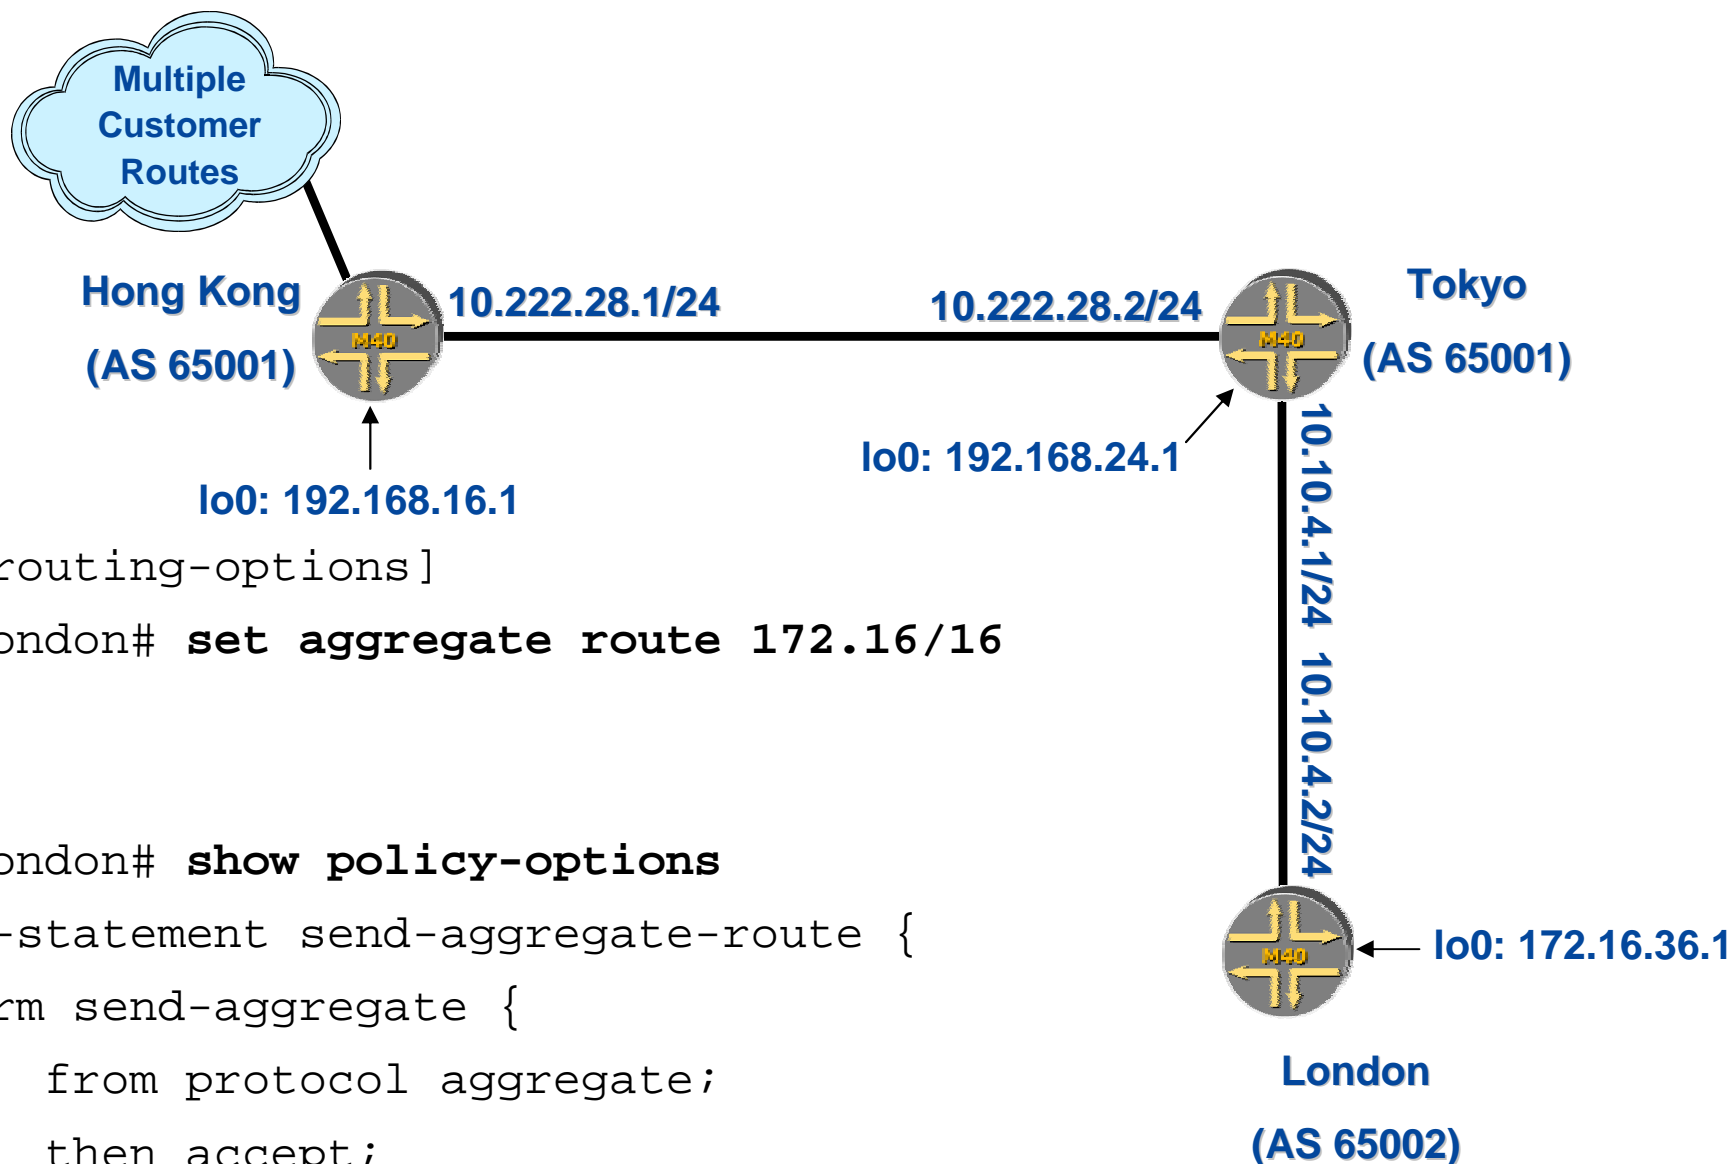 Multiple
Customer
Routes
Hong Kong
(AS 65001)
10.222.28.1/24
10.222.28.2/24
Tokyo
(AS 65001)
M40
M40
lo0: 192.168.16.1
lo0: 192.168.24.1
10.10.4.1/24 10.10.4.2/24
routing-options]
ondon# set aggregate route 172.16/16
ondon# show policy-options
-statement send-aggregate-route {
rm send-aggregate {
from protocol aggregate;
then accept;
M40
lo0: 172.16.36.1
London
(AS 65002)